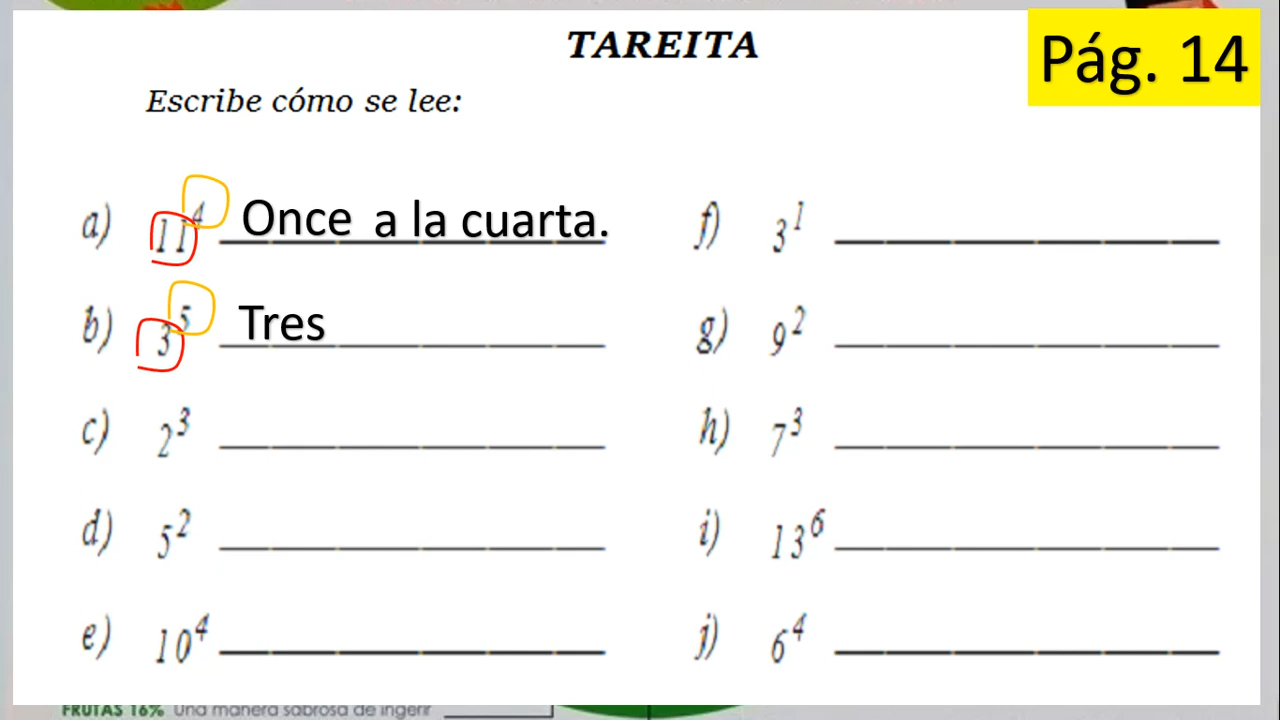 TAREITA
Pág. 14
Escribe cómo se lee:
a) 11⁴ Once a la cuarta.
b) 3⁵ Tres
c) 2³
d) 5²
e) 10⁴
f) 3¹
g) 9²
h) 7³
i) 13⁶
j) 6⁴
FRUTAS 16% Una manera sabrosa de ingerir